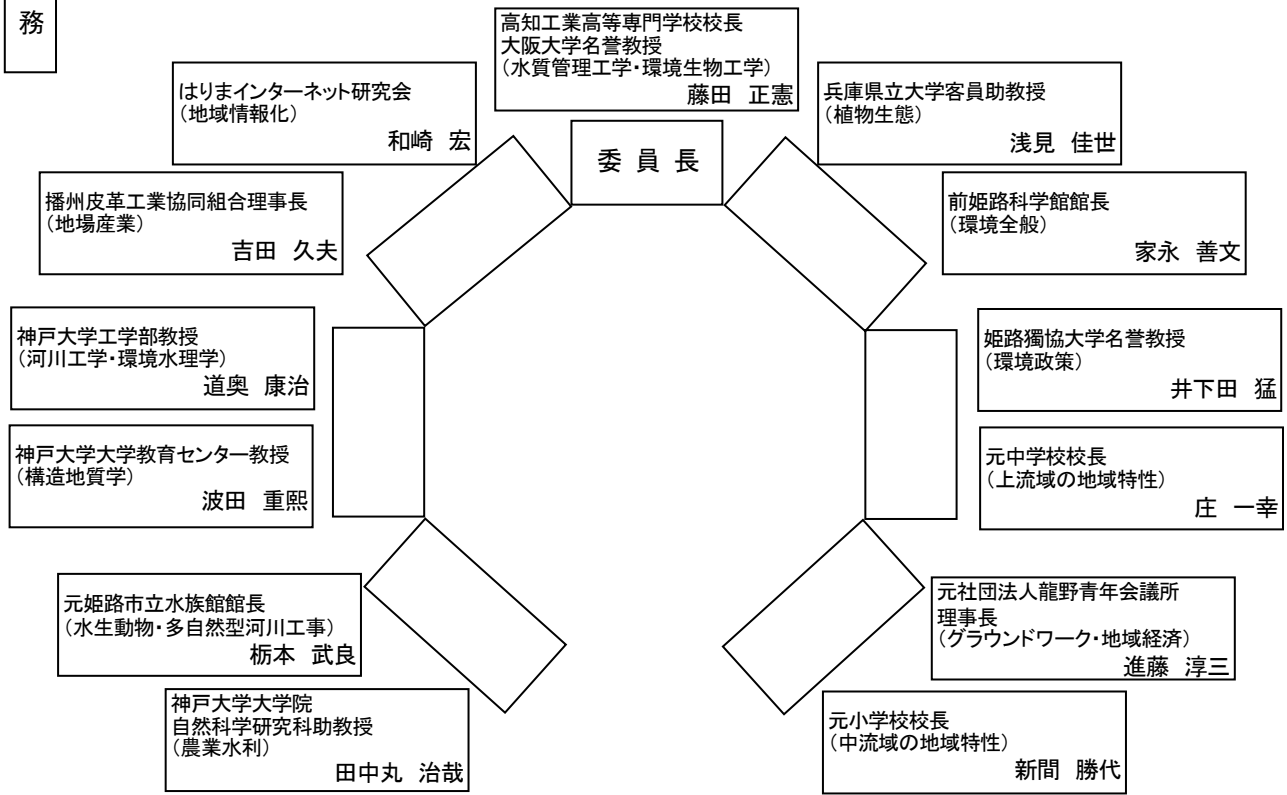 務
高知工業高等専門学校校長
大阪大学名誉教授
(水質管理工学・環境生物工学)
藤田 正憲
委 員 長
はりまインターネット研究会
(地域情報化)
和崎 宏
兵庫県立大学客員助教授
(植物生態)
浅見 佳世
播州皮革工業協同組合理事長
(地場産業)
吉田 久夫
前姫路科学館館長
(環境全般)
家永 善文
神戸大学工学部教授
(河川工学・環境水理学)
道奥 康治
姫路獨協大学名誉教授
(環境政策)
井下田 猛
神戸大学大学教育センター教授
(構造地質学)
波田 重熙
元中学校校長
(上流域の地域特性)
庄 一幸
元姫路市立水族館館長
(水生動物・多自然型河川工事)
栃本 武良
元社団法人龍野青年会議所
理事長
(グラウンドワーク・地域経済)
進藤 淳三
神戸大学大学院
自然科学研究科助教授
(農業水利)
田中丸 治哉
元小学校校長
(中流域の地域特性)
新間 勝代